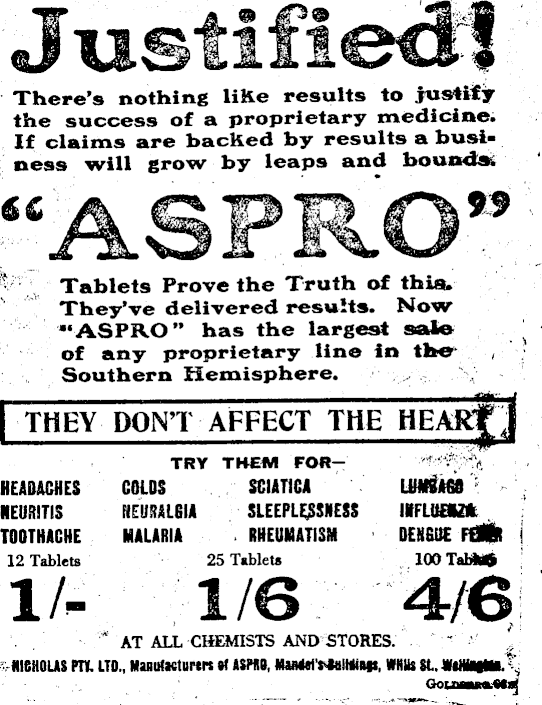 Justified!
There's nothing like results to justify
the success of a proprietary medicine.
If claims are backed by results a busi-
ness will grow by leaps and bounds.
"ASPRO"
Tablets Prove the Truth of this.
They've delivered results. Now
"ASPRO" has the largest sale
of any proprietary line in the
Southern Hemisphere.
THEY DON'T AFFECT THE HEART
TRY THEM FOR—
HEADACHES COLDS SCIATICA LUMBAGO
NEURITIS NEURALGIA SLEEPLESSNESS INFLUENZA
TOOTHACHE MALARIA RHEUMATISM DENGUE FEVER
12 Tablets 25 Tablets 100 Tablets
1/- 1/6 4/6
AT ALL CHEMISTS AND STORES.
NICHOLAS PTY. LTD., Manufacturers of ASPRO, Mandel's Buildings, Willis St., Wellington.